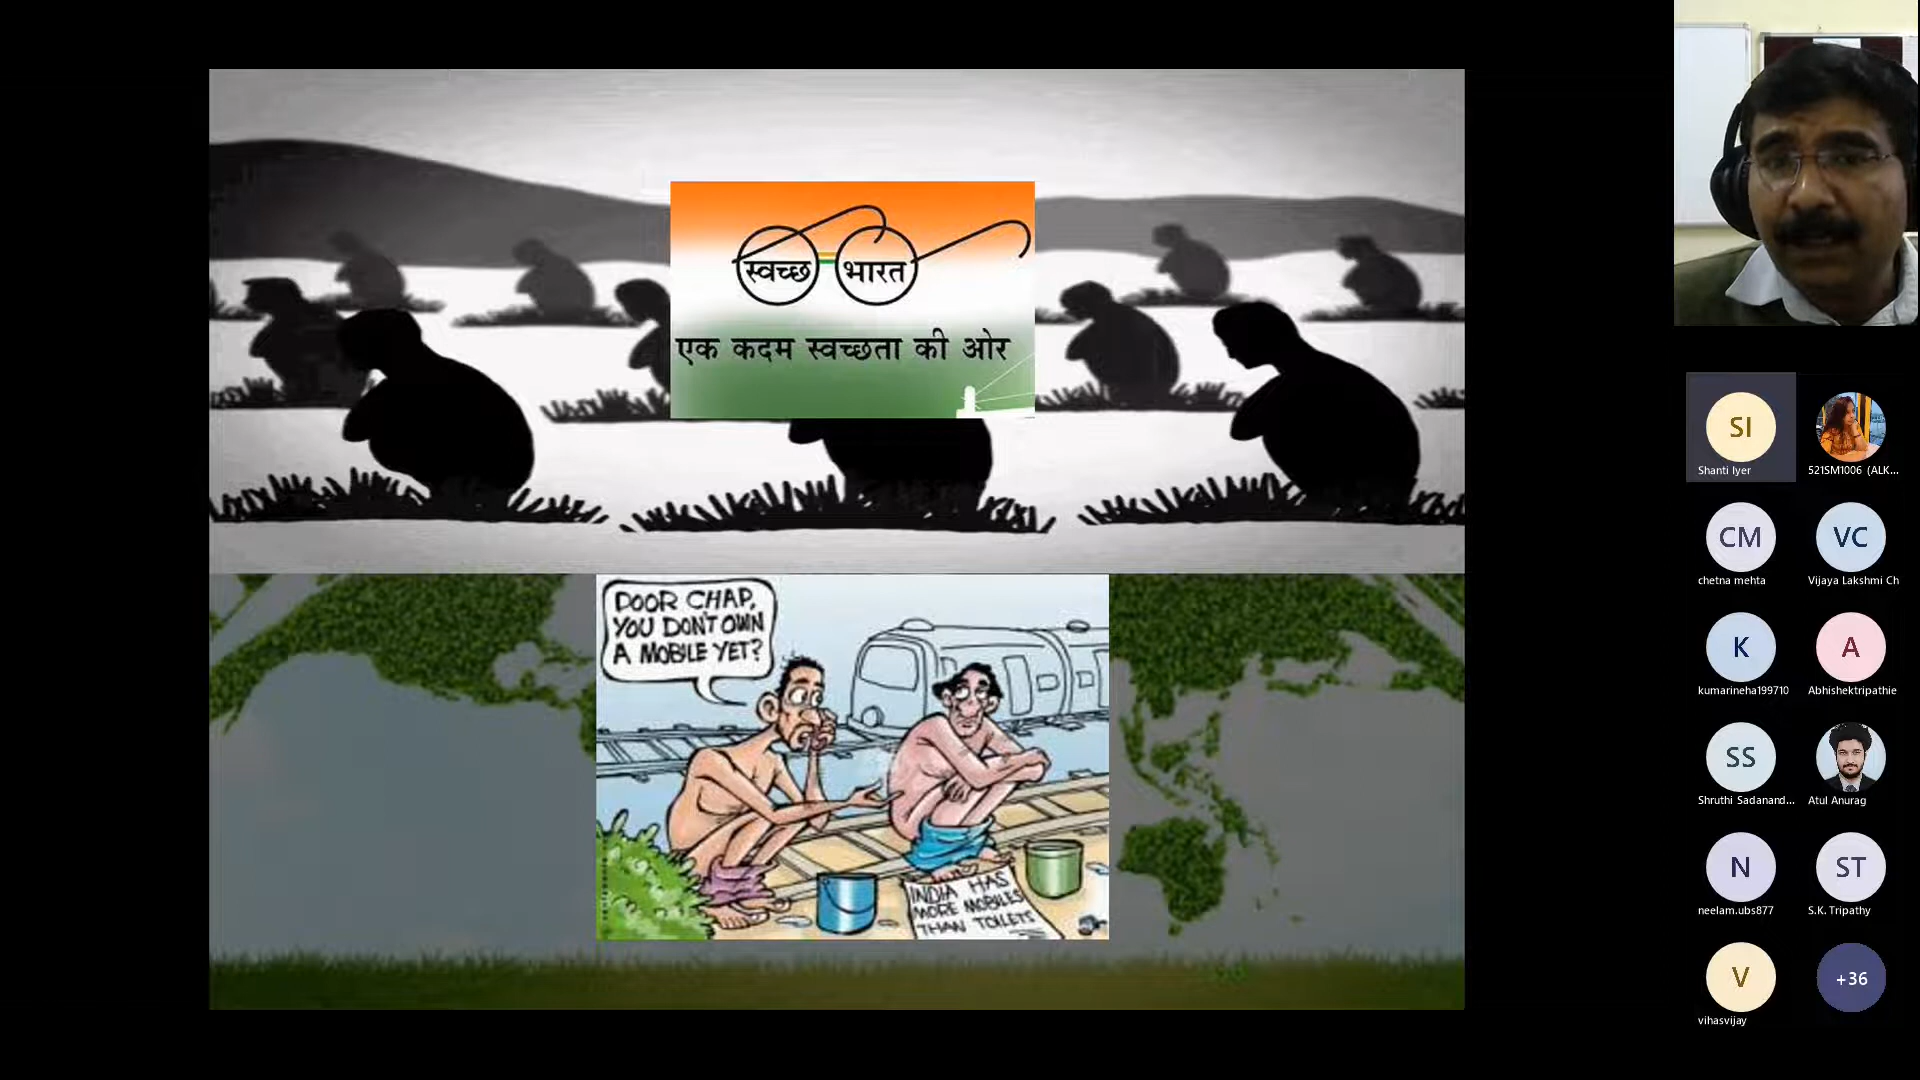 स्वच्छ भारत
एक कदम स्वच्छता की ओर
POOR CHAP,
YOU DON'T OWN
A MOBILE YET?
INDIA HAS
MORE MOBILES
THAN TOILETS
SI
Shanti Iyer
521SM1006 (ALK...
CM
chetna mehta
VC
Vijaya Lakshmi Ch
K
kumarineha199710
A
Abhishektripathie
SS
Shruthi Sadanand...
Atul Anurag
N
neelam.ubs877
ST
S.K. Tripathy
V
vihasvijay
+36